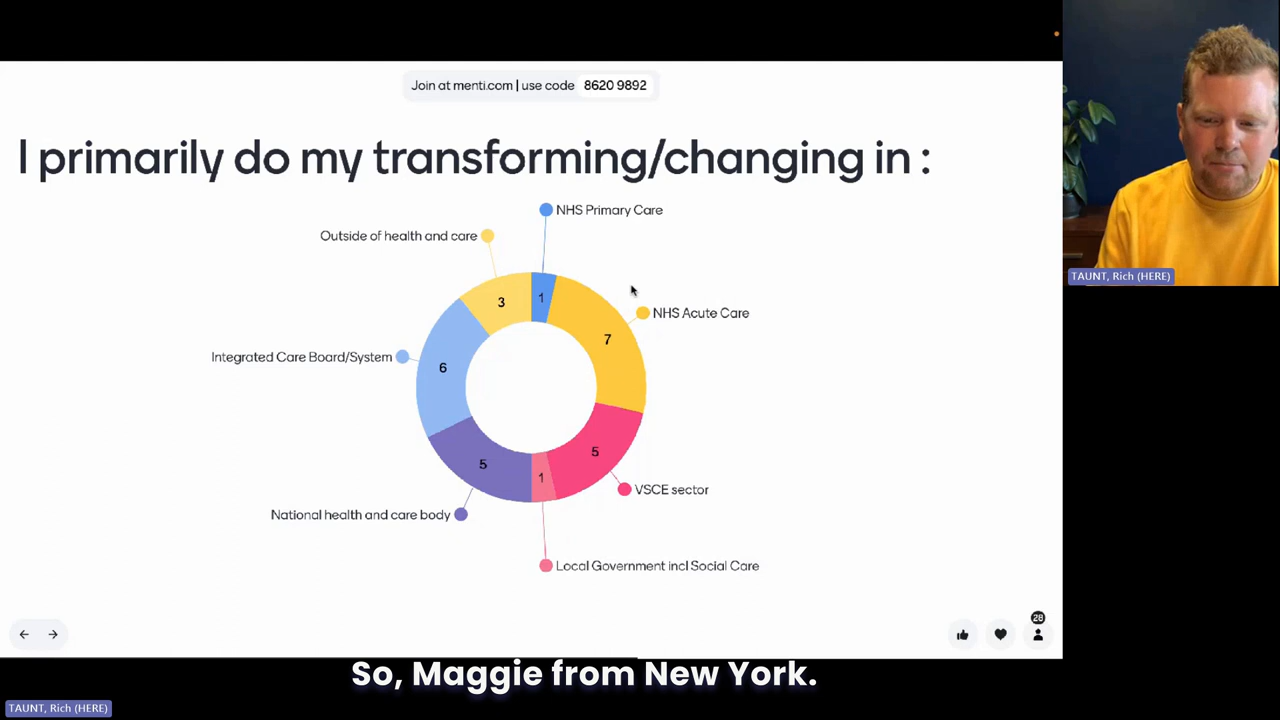 Join at menti.com | use code 8620 9892
I primarily do my transforming/changing in :
NHS Primary Care
Outside of health and care
1
3
NHS Acute Care
7
Integrated Care Board/System
6
5
5
1
VSCE sector
National health and care body
Local Government incl Social Care
28
So, Maggie from New York.
TAUNT, Rich (HERE)
TAUNT, Rich (HERE)